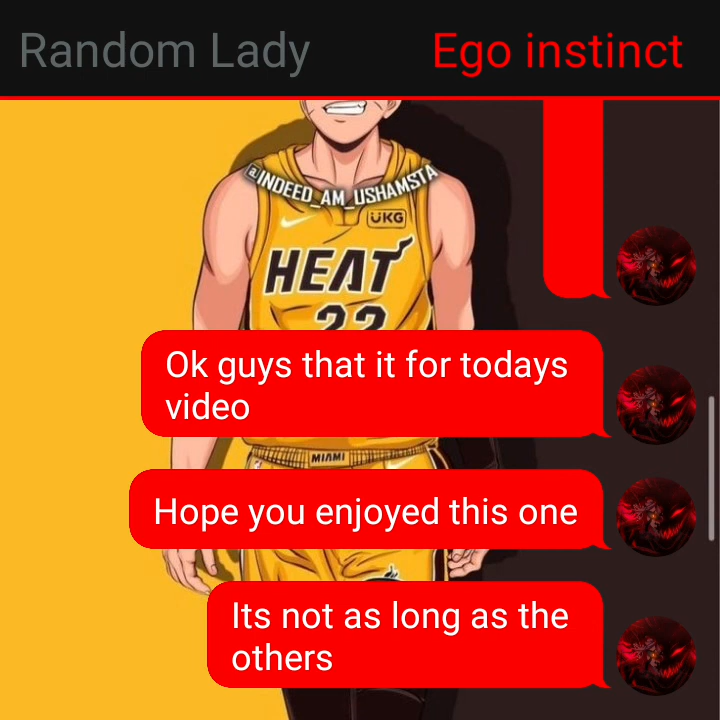 Random Lady
Ego instinct
@INDEED_AM_USHAMSTA
UKG
HEAT
22
Ok guys that it for todays
video
MIAMI
Hope you enjoyed this one
Its not as long as the
others